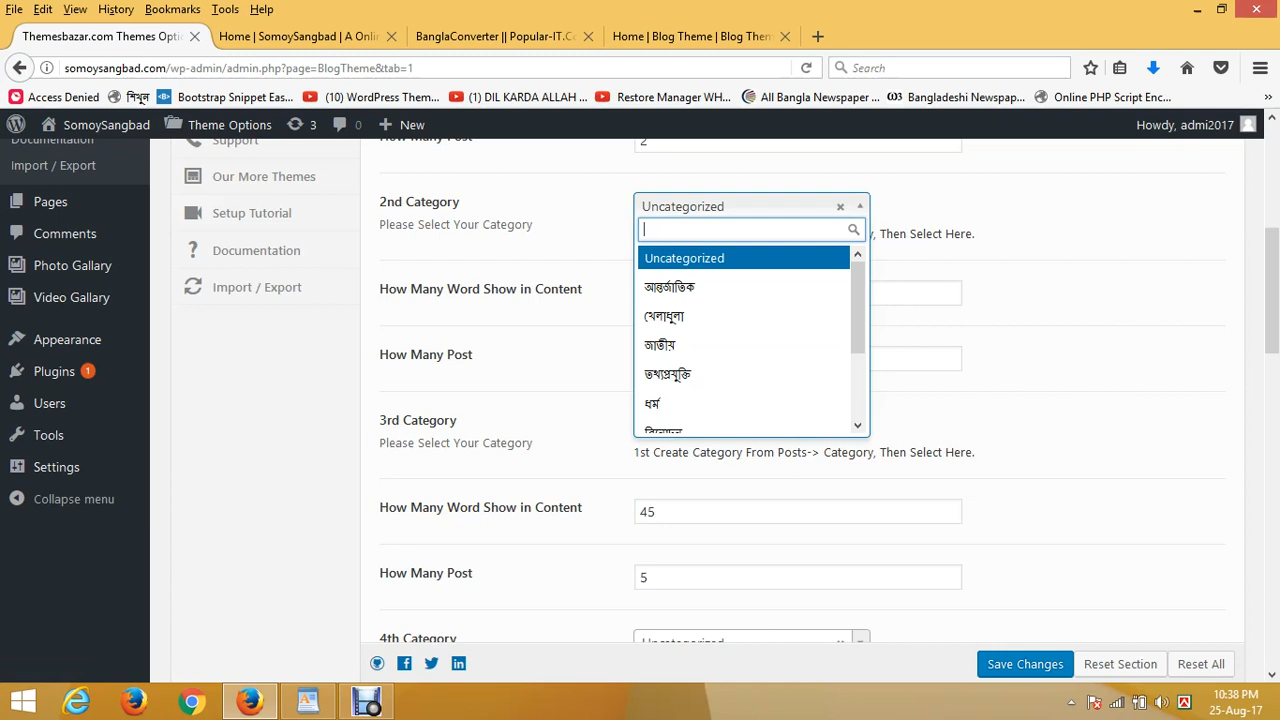 File Edit View History Bookmarks Tools Help
Themesbazar.com Themes Opti
Home | SomoySangbad | A Onli
BanglaConverter || Popular-IT.C
Home | Blog Theme | Blog Them
somoysangbad.com/wp-admin/admin.php?page=BlogTheme&tab=1
Search
Access Denied
শিখুন
Bootstrap Snippet Eas...
(10) WordPress Them...
(1) DIL KARDA ALLAH ...
Restore Manager WH...
All Bangla Newspaper ...
Bangladeshi Newspap...
Online PHP Script Enc...
SomoySangbad
Theme Options
3
0
New
Howdy, admi2017
Documentation
Import / Export
Pages
Comments
Photo Gallery
Video Gallery
Appearance
Plugins 1
Users
Tools
Settings
Collapse menu
Support
Our More Themes
Setup Tutorial
Documentation
Import / Export
How Many Post
2
2nd Category
Please Select Your Category
Uncategorized
, Then Select Here.
Uncategorized
আন্তর্জাতিক
খেলাধুলা
জাতীয়
তথ্যপ্রযুক্তি
ধর্ম
বিনোদন
How Many Word Show in Content
How Many Post
3rd Category
Please Select Your Category
1st Create Category From Posts-> Category, Then Select Here.
How Many Word Show in Content
45
How Many Post
5
4th Category
Uncategorized
Save Changes
Reset Section
Reset All
10:38 PM
25-Aug-17